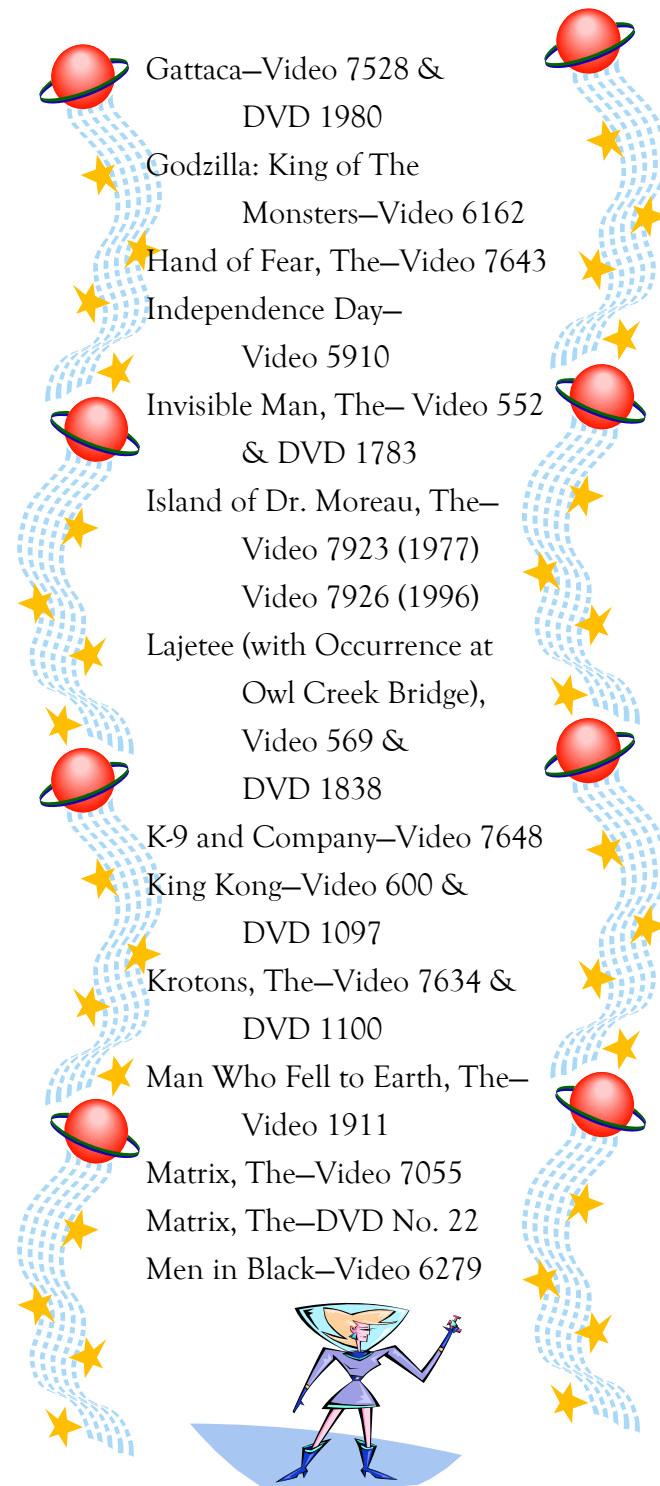 Gattaca—Video 7528 &
DVD 1980
Godzilla: King of The
Monsters—Video 6162
Hand of Fear, The—Video 7643
Independence Day—
Video 5910
Invisible Man, The— Video 552
& DVD 1783
Island of Dr. Moreau, The—
Video 7923 (1977)
Video 7926 (1996)
Lajetee (with Occurrence at
Owl Creek Bridge),
Video 569 &
DVD 1838
K-9 and Company—Video 7648
King Kong—Video 600 &
DVD 1097
Krotons, The—Video 7634 &
DVD 1100
Man Who Fell to Earth, The—
Video 1911
Matrix, The—Video 7055
Matrix, The—DVD No. 22
Men in Black—Video 6279